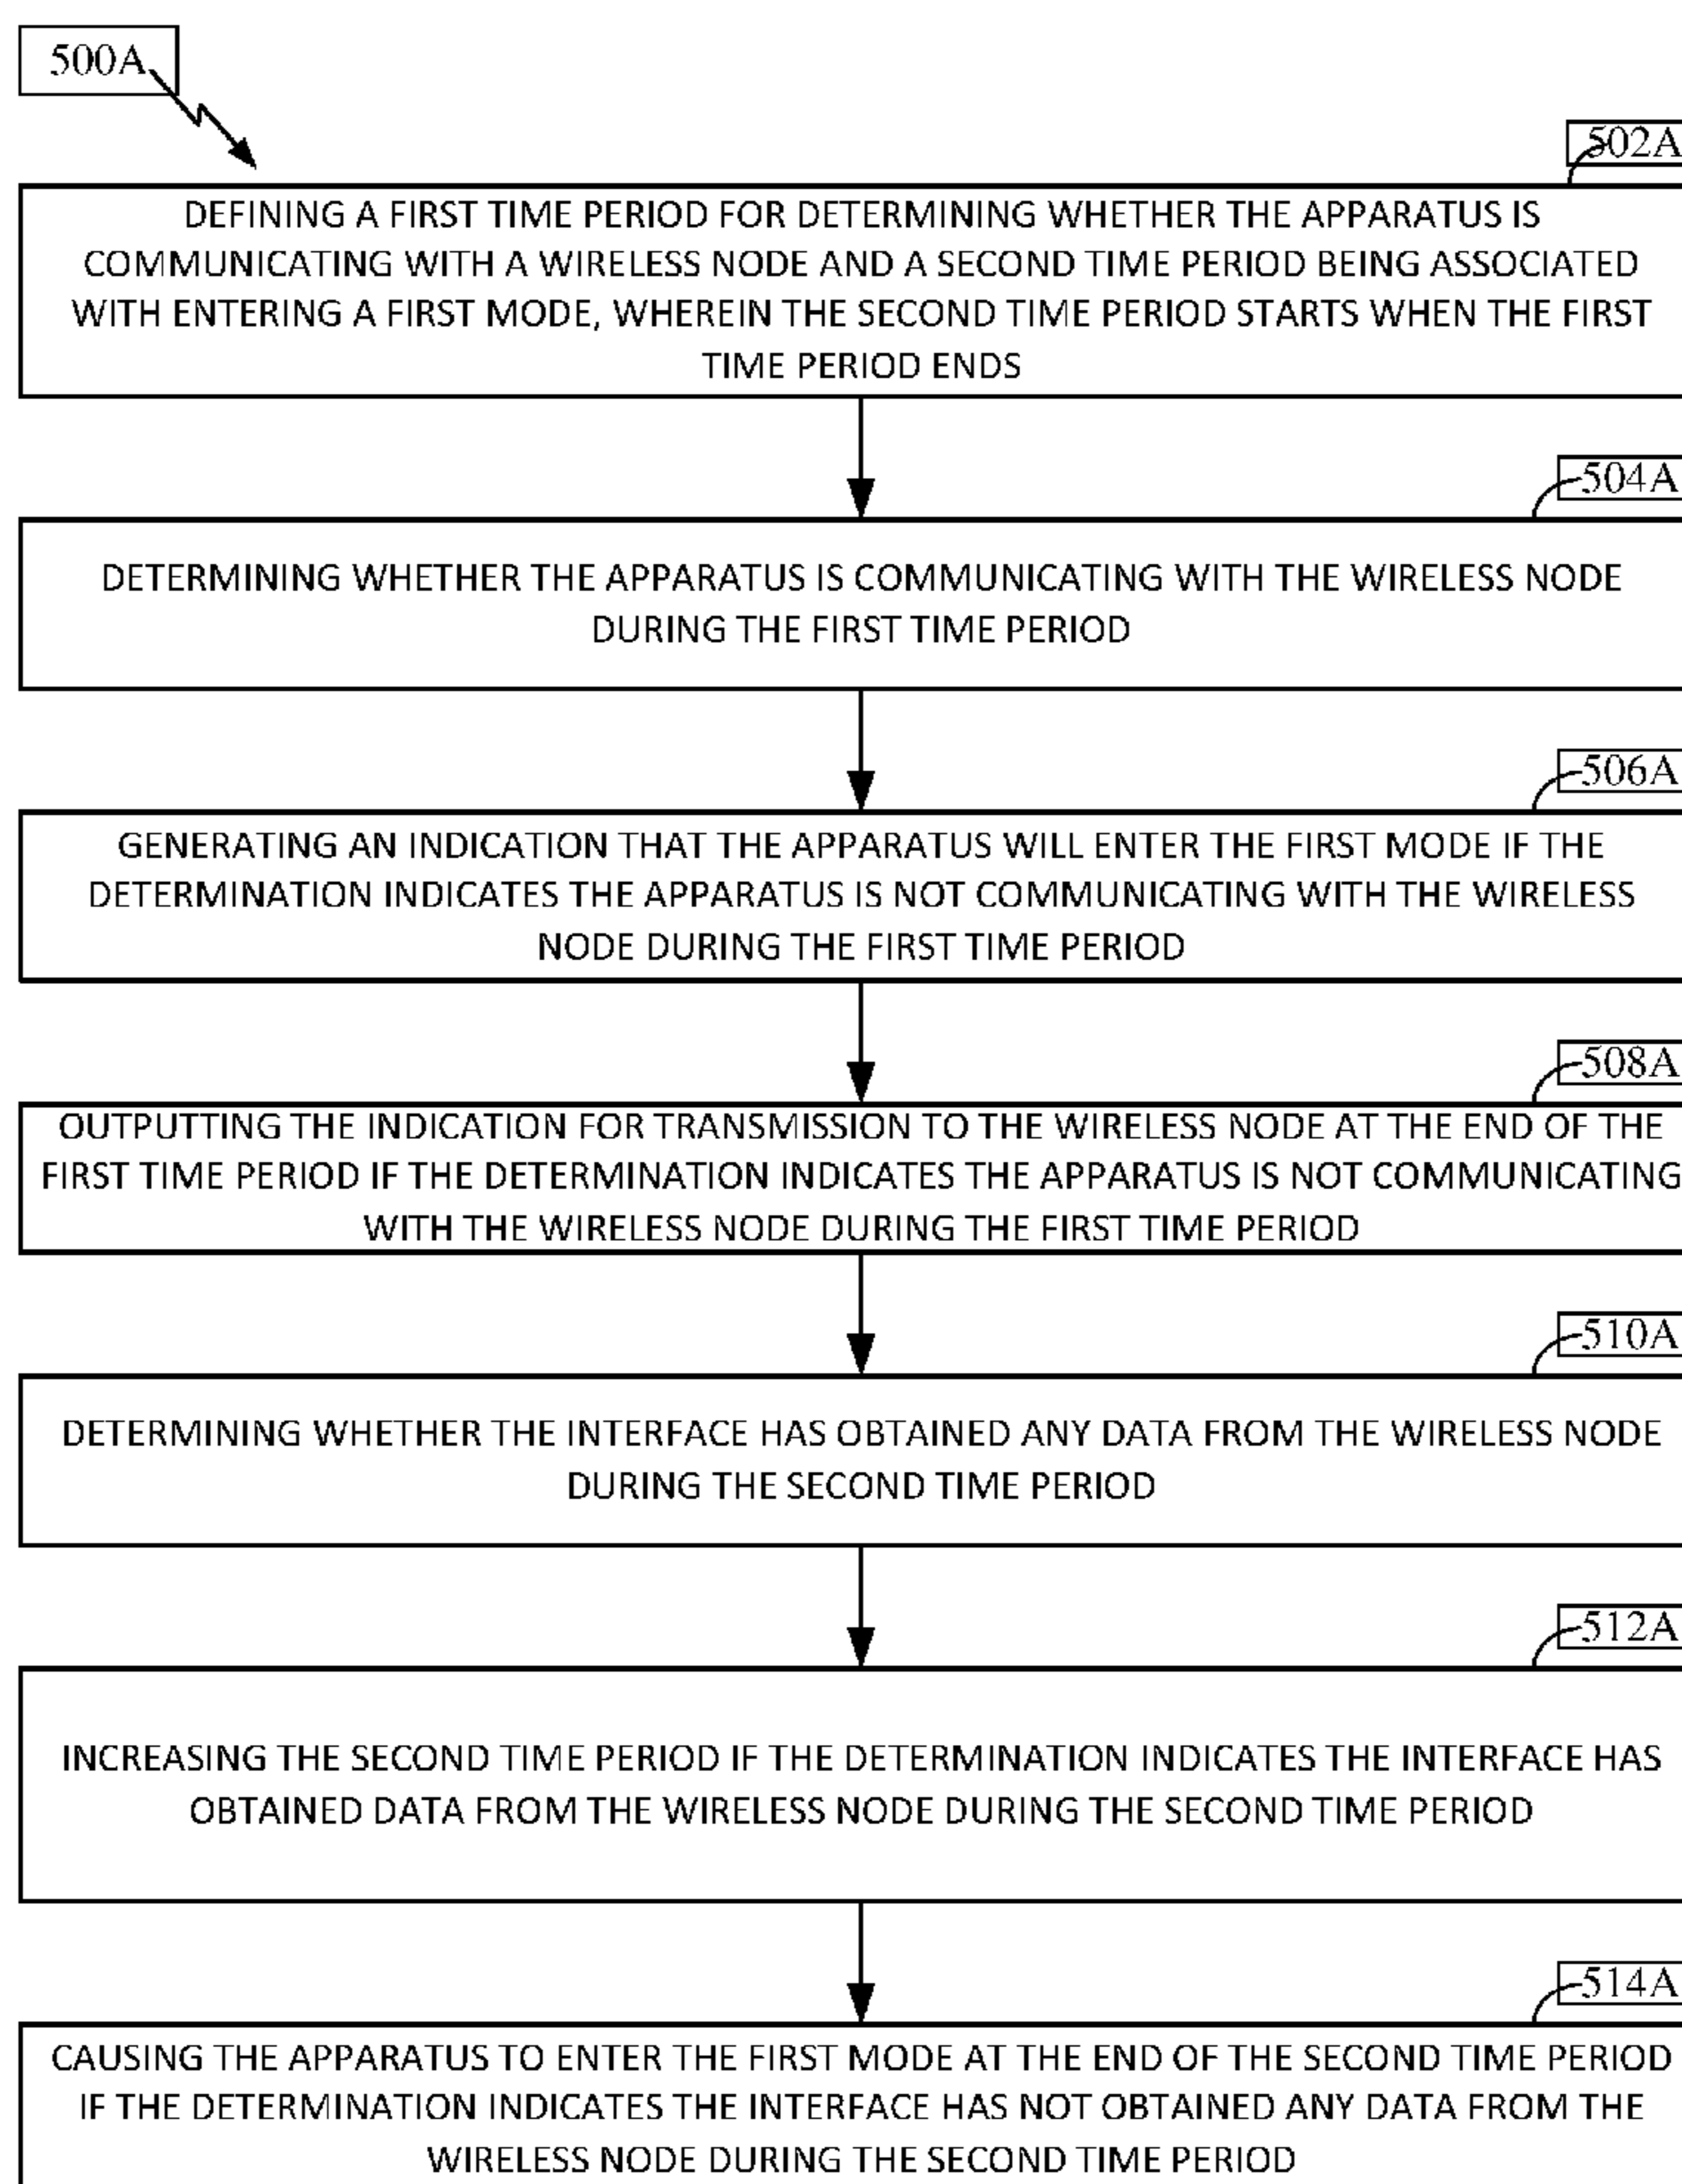 500A
502A
DEFINING A FIRST TIME PERIOD FOR DETERMINING WHETHER THE APPARATUS IS
COMMUNICATING WITH A WIRELESS NODE AND A SECOND TIME PERIOD BEING ASSOCIATED
WITH ENTERING A FIRST MODE, WHEREIN THE SECOND TIME PERIOD STARTS WHEN THE FIRST
TIME PERIOD ENDS
504A
DETERMINING WHETHER THE APPARATUS IS COMMUNICATING WITH THE WIRELESS NODE
DURING THE FIRST TIME PERIOD
506A
GENERATING AN INDICATION THAT THE APPARATUS WILL ENTER THE FIRST MODE IF THE
DETERMINATION INDICATES THE APPARATUS IS NOT COMMUNICATING WITH THE WIRELESS
NODE DURING THE FIRST TIME PERIOD
508A
OUTPUTTING THE INDICATION FOR TRANSMISSION TO THE WIRELESS NODE AT THE END OF THE
FIRST TIME PERIOD IF THE DETERMINATION INDICATES THE APPARATUS IS NOT COMMUNICATING
WITH THE WIRELESS NODE DURING THE FIRST TIME PERIOD
510A
DETERMINING WHETHER THE INTERFACE HAS OBTAINED ANY DATA FROM THE WIRELESS NODE
DURING THE SECOND TIME PERIOD
512A
INCREASING THE SECOND TIME PERIOD IF THE DETERMINATION INDICATES THE INTERFACE HAS
OBTAINED DATA FROM THE WIRELESS NODE DURING THE SECOND TIME PERIOD
514A
CAUSING THE APPARATUS TO ENTER THE FIRST MODE AT THE END OF THE SECOND TIME PERIOD
IF THE DETERMINATION INDICATES THE INTERFACE HAS NOT OBTAINED ANY DATA FROM THE
WIRELESS NODE DURING THE SECOND TIME PERIOD